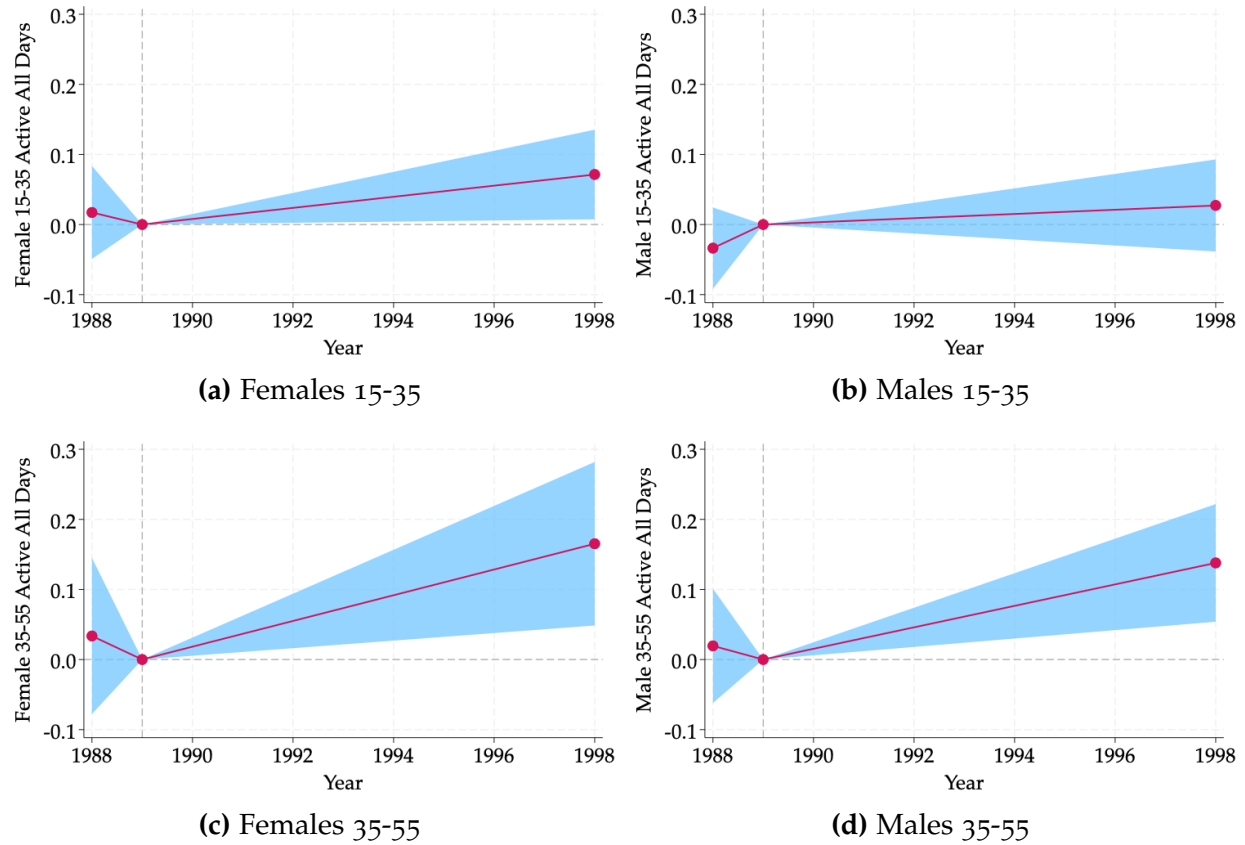 Female 15-35 Active All Days
0.3
0.2
0.1
0.0
-0.1
1988 1990 1992 1994 1996 1998
Year
(a) Females 15-35
Male 15-35 Active All Days
0.3
0.2
0.1
0.0
-0.1
1988 1990 1992 1994 1996 1998
Year
(b) Males 15-35
Female 35-55 Active All Days
0.3
0.2
0.1
0.0
-0.1
1988 1990 1992 1994 1996 1998
Year
(c) Females 35-55
Male 35-55 Active All Days
0.3
0.2
0.1
0.0
-0.1
1988 1990 1992 1994 1996 1998
Year
(d) Males 35-55